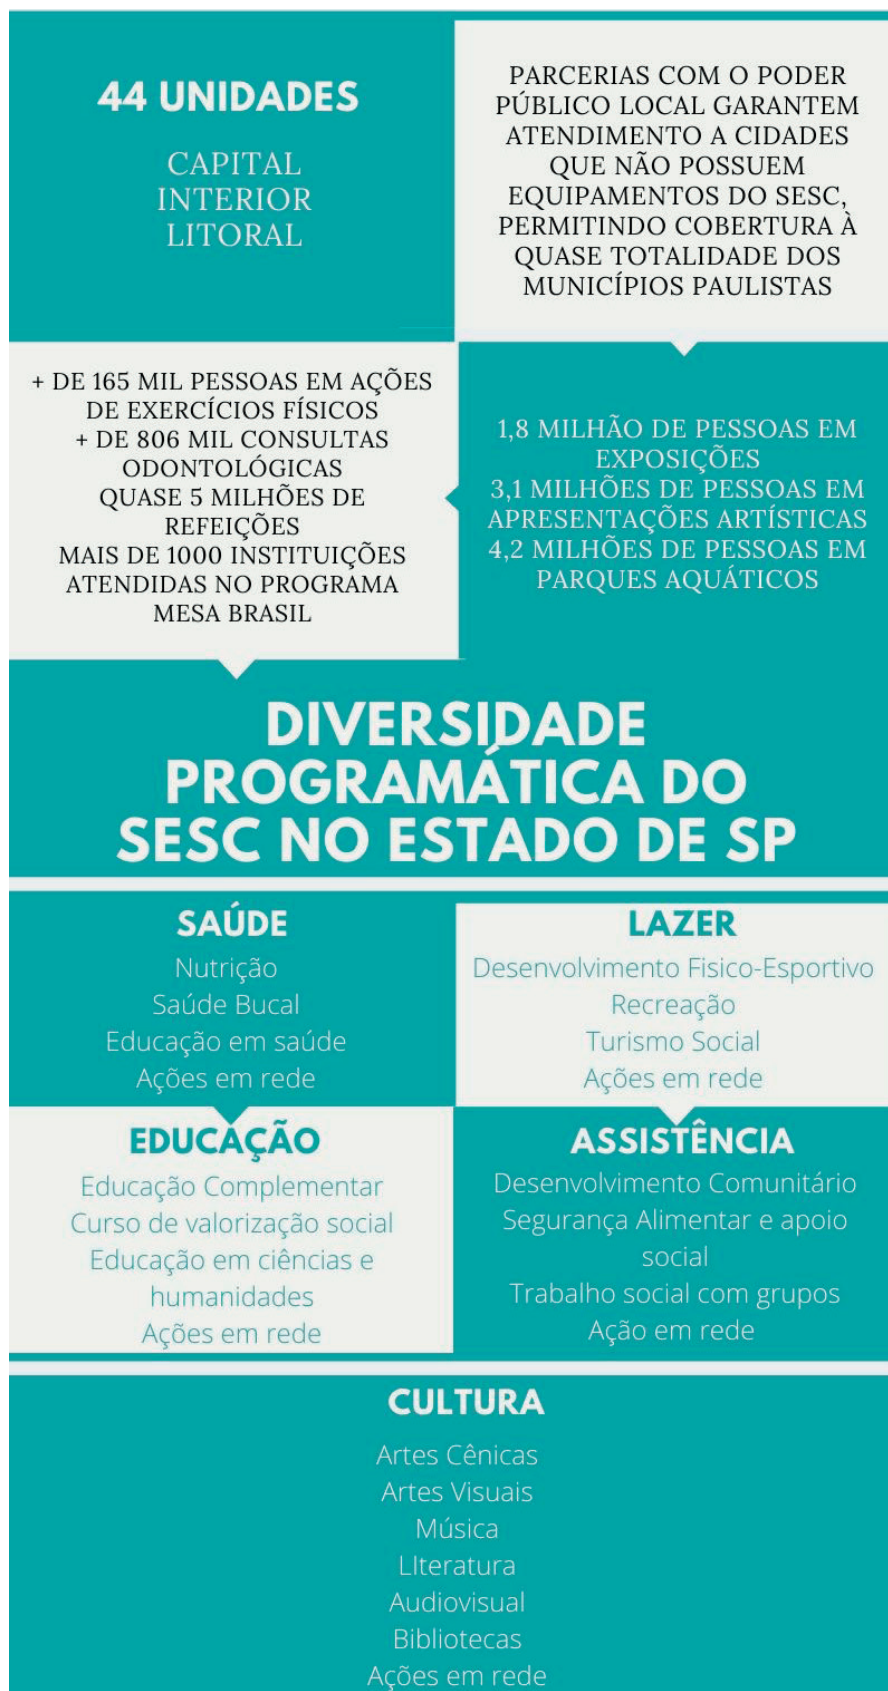 44 UNIDADES
CAPITAL
INTERIOR
LITORAL
PARCERIAS COM O PODER
PÚBLICO LOCAL GARANTEM
ATENDIMENTO A CIDADES
QUE NÃO POSSUEM
EQUIPAMENTOS DO SESC,
PERMITINDO COBERTURA À
QUASE TOTALIDADE DOS
MUNICÍPIOS PAULISTAS
+ DE 165 MIL PESSOAS EM AÇÕES
DE EXERCÍCIOS FÍSICOS
+ DE 806 MIL CONSULTAS
ODONTOLÓGICAS
QUASE 5 MILHÕES DE
REFEIÇÕES
MAIS DE 1000 INSTITUIÇÕES
ATENDIDAS NO PROGRAMA
MESA BRASIL
1,8 MILHÃO DE PESSOAS EM
EXPOSIÇÕES
3,1 MILHÕES DE PESSOAS EM
APRESENTAÇÕES ARTÍSTICAS
4,2 MILHÕES DE PESSOAS EM
PARQUES AQUÁTICOS
DIVERSIDADE
PROGRAMÁTICA DO
SESC NO ESTADO DE SP
SAÚDE
Nutrição
Saúde Bucal
Educação em saúde
Ações em rede
LAZER
Desenvolvimento Fisico-Esportivo
Recreação
Turismo Social
Ações em rede
EDUCAÇÃO
Educação Complementar
Curso de valorização social
Educação em ciências e
humanidades
Ações em rede
ASSISTÊNCIA
Desenvolvimento Comunitário
Segurança Alimentar e apoio
social
Trabalho social com grupos
Ação em rede
CULTURA
Artes Cênicas
Artes Visuais
Música
LIteratura
Audiovisual
Bibliotecas
Ações em rede